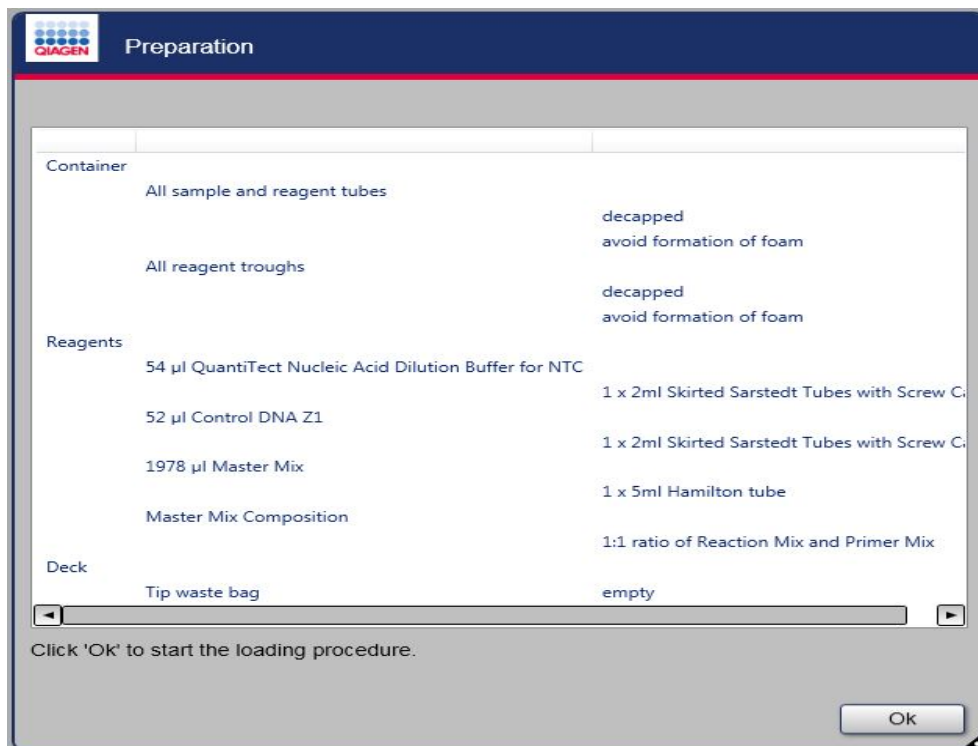 QIAGEN
Preparation
Container
All sample and reagent tubes
decapped
avoid formation of foam
All reagent troughs
decapped
avoid formation of foam
Reagents
54 µl QuantiTect Nucleic Acid Dilution Buffer for NTC
1 x 2ml Skirted Sarstedt Tubes with Screw
52 µl Control DNA Z1
1 x 2ml Skirted Sarstedt Tubes with Screw
1978 µl Master Mix
1 x 5ml Hamilton tube
Master Mix Composition
1:1 ratio of Reaction Mix and Primer Mix
Deck
Tip waste bag empty
Click 'Ok' to start the loading procedure.
Ok